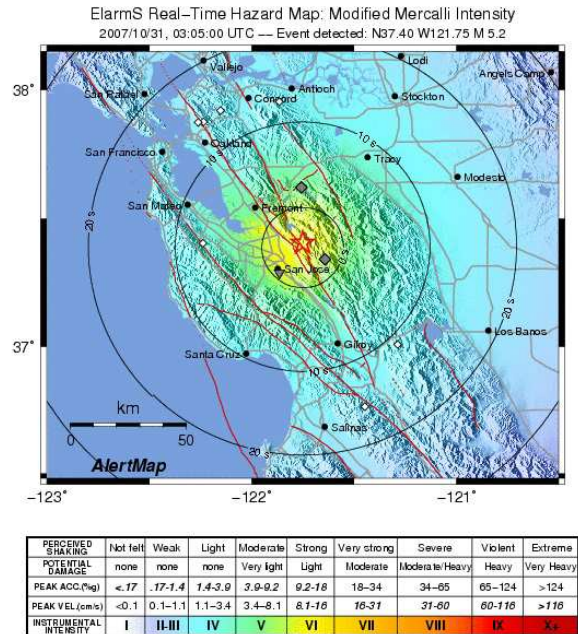 ElarmS Real-Time Hazard Map: Modified Mercalli Intensity
2007/10/31, 03:05:00 UTC -- Event detected: N37.40 W121.75 M 5.2
38°
37°
Vallejo
Lodi
Angels Camp
San Rafael
Concord
Antioch
Stockton
San Francisco
Oakland
10 s
Tracy
Modesto
San Mateo
Fremont
20 s
0 s
San Jose
20 s
Los Banos
Santa Cruz
Gilroy
10 s
km
0 50
Salinas
20 s
AlertMap
-123° -122° -121°
PERCEIVED SHAKING Not felt Weak Light Moderate Strong Very strong Severe Violent Extreme
POTENTIAL DAMAGE none none none Very light Light Moderate Moderate/Heavy Heavy Very Heavy
PEAK ACC.(%g) <.17 .17-1.4 1.4-3.9 3.9-9.2 9.2-18 18-34 34-65 65-124 >124
PEAK VEL.(cm/s) <0.1 0.1-1.1 1.1-3.4 3.4-8.1 8.1-16 16-31 31-60 60-116 >116
INSTRUMENTAL INTENSITY I II-III IV V VI VII VIII IX X+